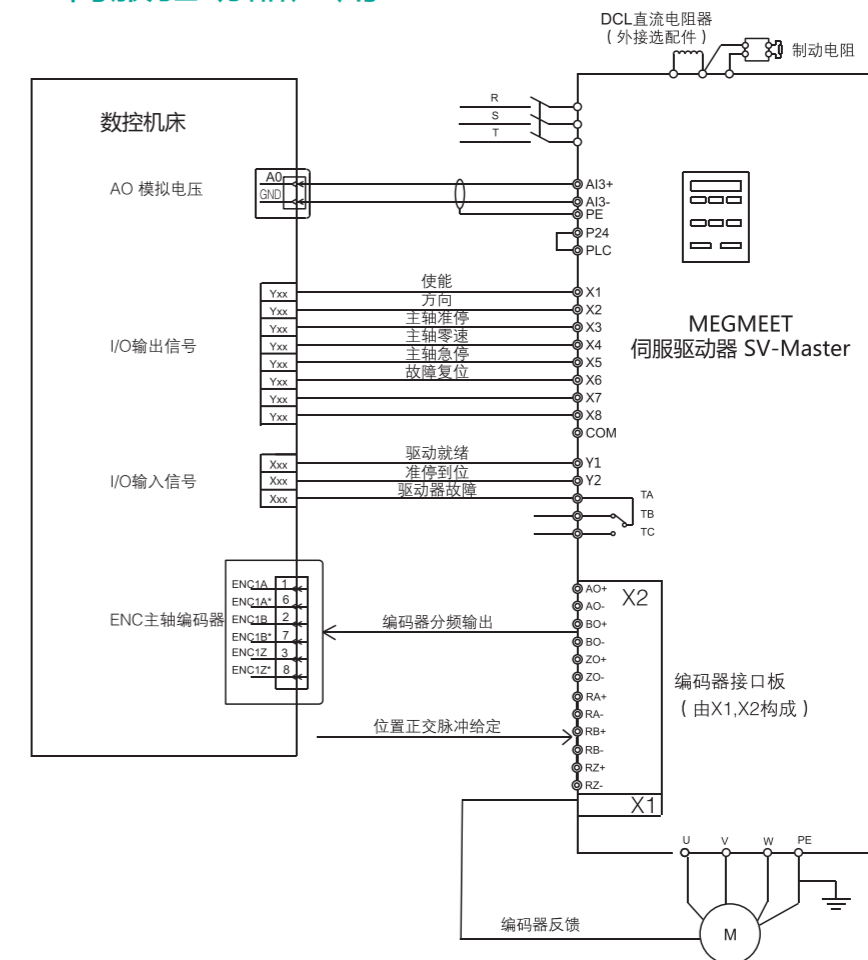 DCL直流电阻器
（外接选配件）
制动电阻
数控机床
R
S
T
AO 模拟电压
A0
GND
AI3+
AI3-
PE
P24
PLC
I/O输出信号
Yxx 使能 X1
Yxx 方向 X2
Yxx 主轴准停 X3
Yxx 主轴零速 X4
Yxx 主轴急停 X5
Yxx 故障复位 X6
Yxx X7
Yxx X8
COM
MEGMEET
伺服驱动器 SV-Master
I/O输入信号
Xxx 驱动就绪 Y1
Xxx 准停到位 Y2
Xxx 驱动器故障 TA
TB
TC
ENC主轴编码器
ENC1A 1
ENC1A* 6
ENC1B 2
ENC1B* 7
ENC1Z 3
ENC1Z* 8
编码器分频输出
位置正交脉冲给定
X2
AO+
AO-
BO+
BO-
ZO+
ZO-
RA+
RA-
RB+
RB-
RZ+
RZ-
X1
编码器接口板
（由X1,X2构成）
U V W PE
编码器反馈
M